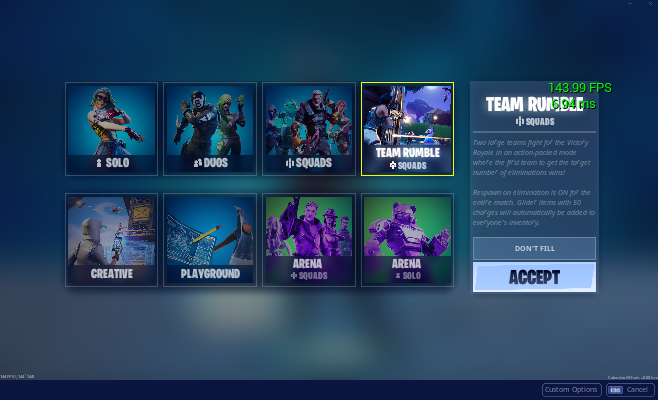 143.99 FPS
6.94 ms
TEAM RUMBLE
SQUADS
SOLO
DUOS
SQUADS
TEAM RUMBLE
SQUADS
Two large teams fight for the Victory
Royale in an action-packed mode
where the first team to get the target
number of eliminations wins!
Respawn on elimination is ON for the
entire match. Glider items with 50
charges will automatically be added to
everyone's inventory.
CREATIVE
PLAYGROUND
ARENA
SQUADS
ARENA
SOLO
DON'T FILL
ACCEPT
Custom Options
ESC
Cancel